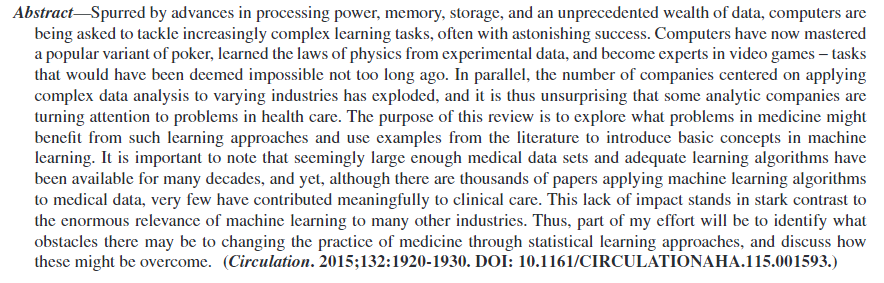 Abstract—Spurred by advances in processing power, memory, storage, and an unprecedented wealth of data, computers are
being asked to tackle increasingly complex learning tasks, often with astonishing success. Computers have now mastered
a popular variant of poker, learned the laws of physics from experimental data, and become experts in video games – tasks
that would have been deemed impossible not too long ago. In parallel, the number of companies centered on applying
complex data analysis to varying industries has exploded, and it is thus unsurprising that some analytic companies are
turning attention to problems in health care. The purpose of this review is to explore what problems in medicine might
benefit from such learning approaches and use examples from the literature to introduce basic concepts in machine
learning. It is important to note that seemingly large enough medical data sets and adequate learning algorithms have
been available for many decades, and yet, although there are thousands of papers applying machine learning algorithms
to medical data, very few have contributed meaningfully to clinical care. This lack of impact stands in stark contrast to
the enormous relevance of machine learning to many other industries. Thus, part of my effort will be to identify what
obstacles there may be to changing the practice of medicine through statistical learning approaches, and discuss how
these might be overcome. (Circulation. 2015;132:1920-1930. DOI: 10.1161/CIRCULATIONAHA.115.001593.)